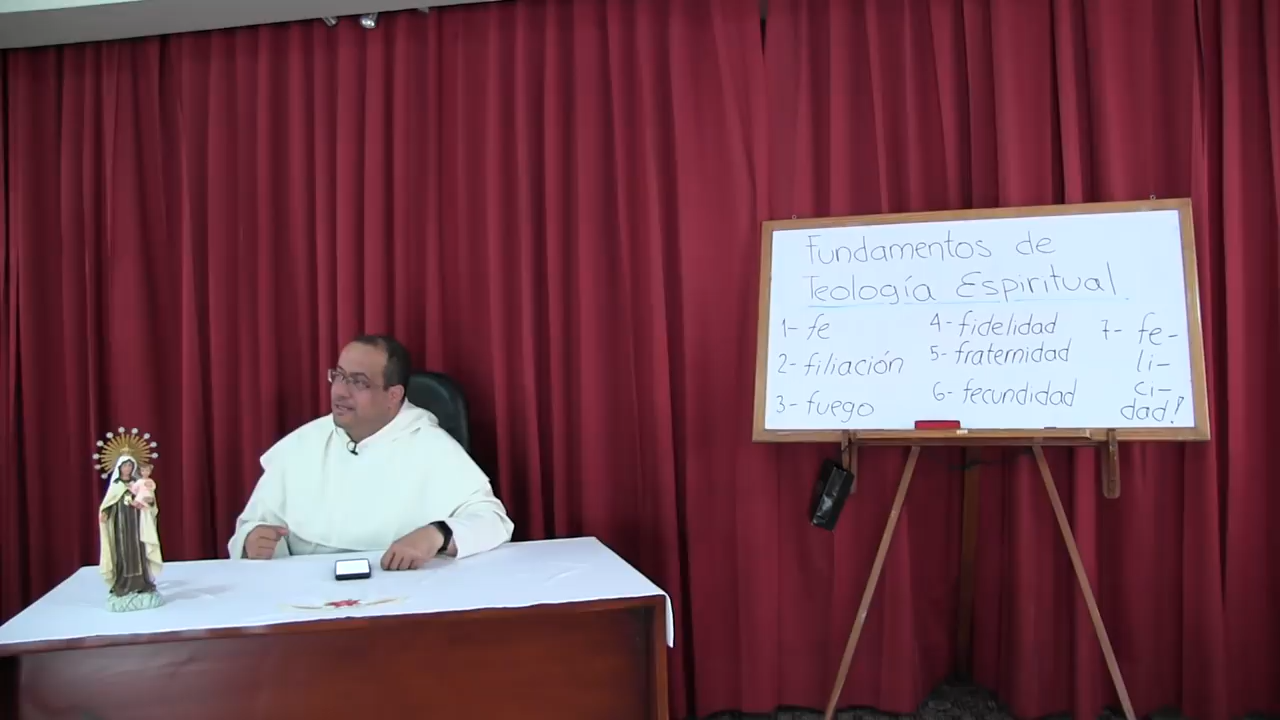 Fundamentos de
Teología Espiritual
1- fe
2- filiación
3- fuego
4- fidelidad
5- fraternidad
6- fecundidad
7- fe-
li-
ci-
dad!